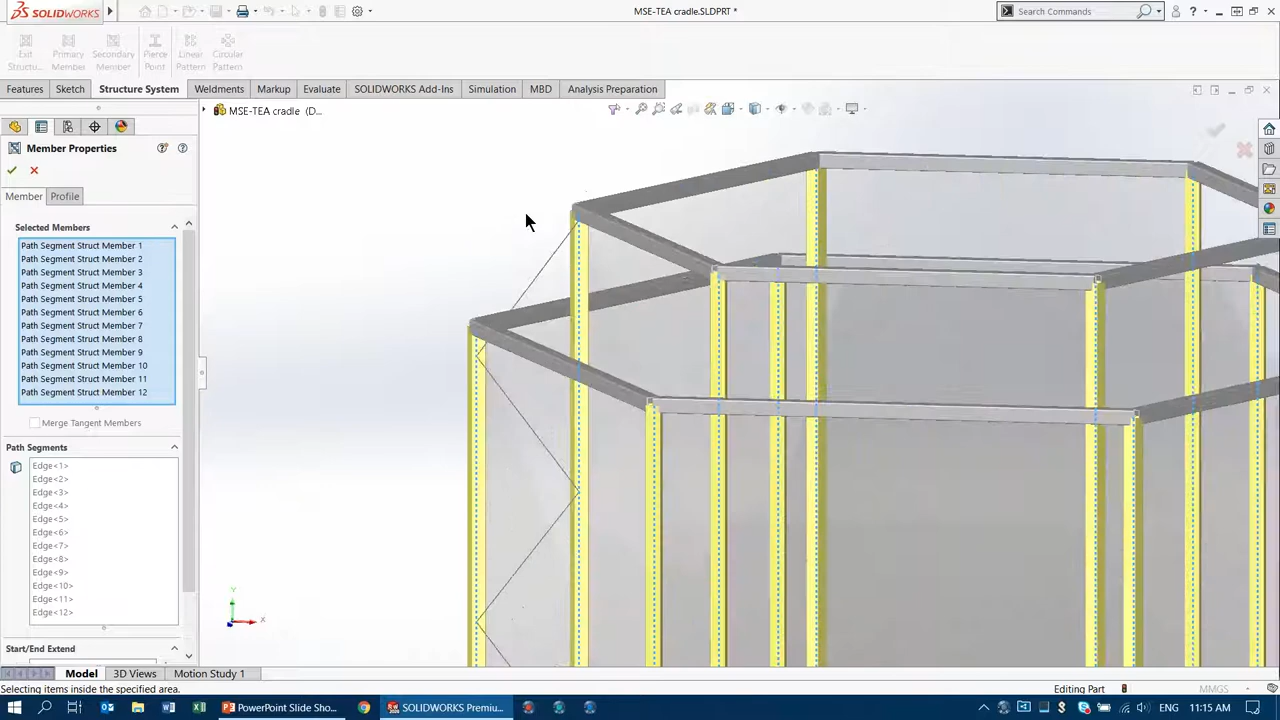 SOLIDWORKS
MSE-TEA cradle.SLDPRT *
Search Commands
Exit Structu...
Primary Member
Secondary Member
Pierce Point
Linear Pattern
Circular Pattern
Features
Sketch
Structure System
Weldments
Markup
Evaluate
SOLIDWORKS Add-Ins
Simulation
MBD
Analysis Preparation
MSE-TEA cradle (D...
Member Properties
Member
Profile
Selected Members
Path Segment Struct Member 1
Path Segment Struct Member 2
Path Segment Struct Member 3
Path Segment Struct Member 4
Path Segment Struct Member 5
Path Segment Struct Member 6
Path Segment Struct Member 7
Path Segment Struct Member 8
Path Segment Struct Member 9
Path Segment Struct Member 10
Path Segment Struct Member 11
Path Segment Struct Member 12
Merge Tangent Members
Path Segments
Edge<1>
Edge<2>
Edge<3>
Edge<4>
Edge<5>
Edge<6>
Edge<7>
Edge<8>
Edge<9>
Edge<10>
Edge<11>
Edge<12>
Start/End Extend
Y
X
Model
3D Views
Motion Study 1
Selecting items inside the specified area.
Editing Part
MMGS
PowerPoint Slide Sho...
SOLIDWORKS Premiu...
ENG
11:15 AM